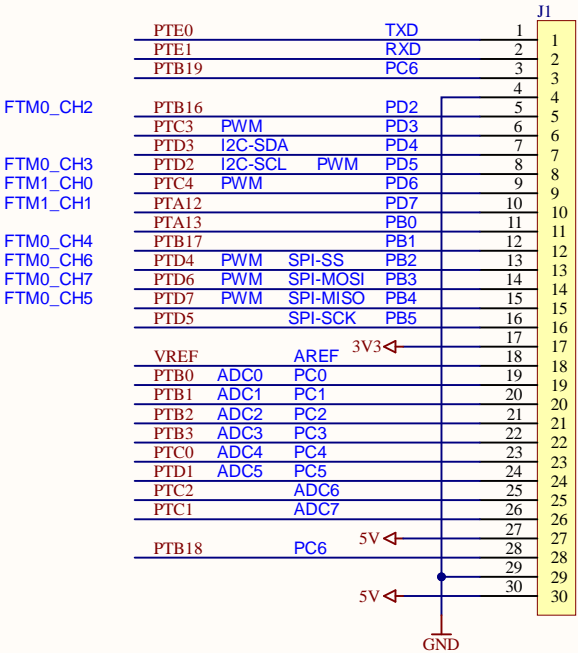 J1
PTE0 TXD 1 1
PTE1 RXD 2 2
PTB19 PC6 3 3
4 4
FTM0_CH2 PTB16 PD2 5 5
PTC3 PWM PD3 6 6
PTD3 I2C-SDA PD4 7 7
FTM0_CH3 PTD2 I2C-SCL PWM PD5 8 8
FTM1_CH0 PTC4 PWM PD6 9 9
FTM1_CH1 PTA12 PD7 10 10
PTA13 PB0 11 11
FTM0_CH4 PTB17 PB1 12 12
FTM0_CH6 PTD4 PWM SPI-SS PB2 13 13
FTM0_CH7 PTD6 PWM SPI-MOSI PB3 14 14
FTM0_CH5 PTD7 PWM SPI-MISO PB4 15 15
PTD5 SPI-SCK PB5 16 16
3V3 17 17
VREF AREF 18 18
PTB0 ADC0 PC0 19 19
PTB1 ADC1 PC1 20 20
PTB2 ADC2 PC2 21 21
PTB3 ADC3 PC3 22 22
PTC0 ADC4 PC4 23 23
PTD1 ADC5 PC5 24 24
PTC2 ADC6 25 25
PTC1 ADC7 26 26
5V 27 27
PTB18 PC6 28 28
29 29
5V 30 30
GND